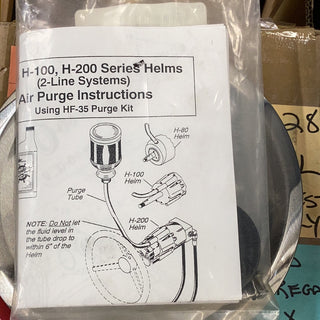 H-100, H-200 Series Helms
(2-Line Systems)
Air Purge Instructions
Using HF-35 Purge Kit
H-80
Helm
H-100
Helm
Purge
Tube
H-200
Helm
NOTE: Do Not let
the fluid level in
the tube drop to
within 6" of the
Helm
28